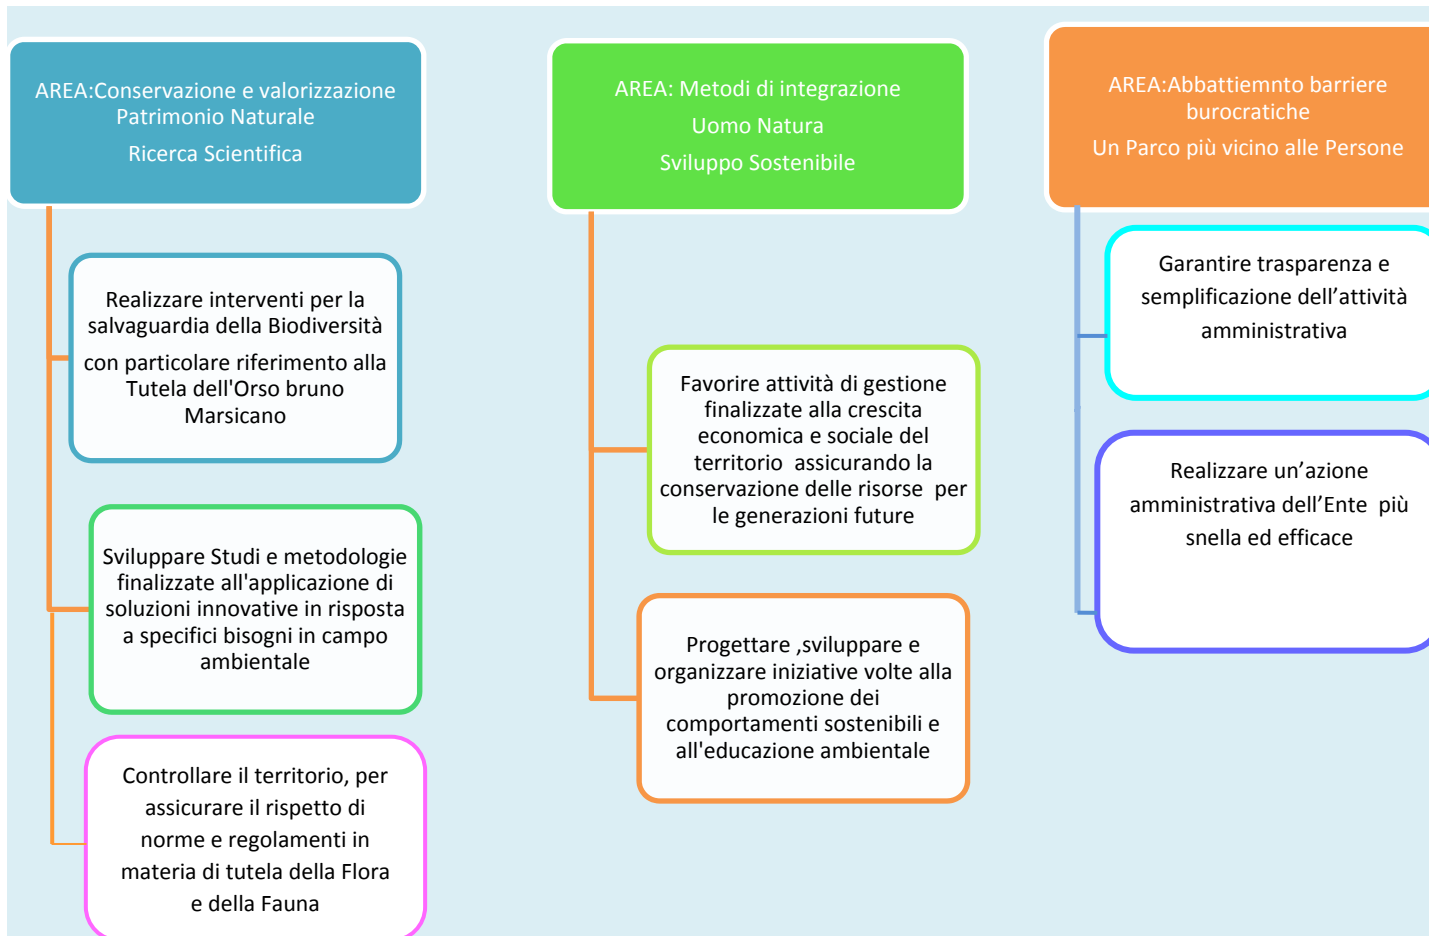 AREA:Conservazione e valorizzazione
Patrimonio Naturale
Ricerca Scientifica
Realizzare interventi per la
salvaguardia della Biodiversità
con particolare riferimento alla
Tutela dell'Orso bruno
Marsicano
Sviluppare Studi e metodologie
finalizzate all'applicazione di
soluzioni innovative in risposta
a specifici bisogni in campo
ambientale
Controllare il territorio, per
assicurare il rispetto di
norme e regolamenti in
materia di tutela della Flora
e della Fauna
AREA: Metodi di integrazione
Uomo Natura
Sviluppo Sostenibile
Favorire attività di gestione
finalizzate alla crescita
economica e sociale del
territorio  assicurando la
conservazione delle risorse  per
le generazioni future
Progettare ,sviluppare e
organizzare iniziative volte alla
promozione dei
comportamenti sostenibili e
all'educazione ambientale
AREA:Abbattiemnto barriere
burocratiche
Un Parco più vicino alle Persone
Garantire trasparenza e
semplificazione dell’attività
amministrativa
Realizzare un’azione
amministrativa dell’Ente  più
snella ed efficace